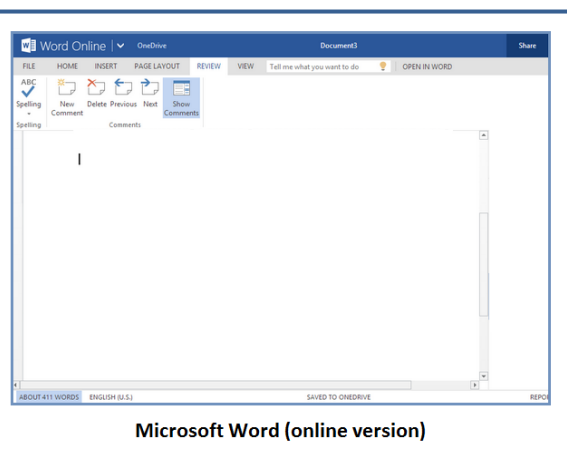 Word Online OneDrive Document3 Share
FILE HOME INSERT PAGE LAYOUT REVIEW VIEW Tell me what you want to do OPEN IN WORD
ABC
Spelling New Comment Delete Previous Next Show Comments
Spelling Comments
ABOUT 411 WORDS ENGLISH (U.S.) SAVED TO ONEDRIVE
Microsoft Word (online version)